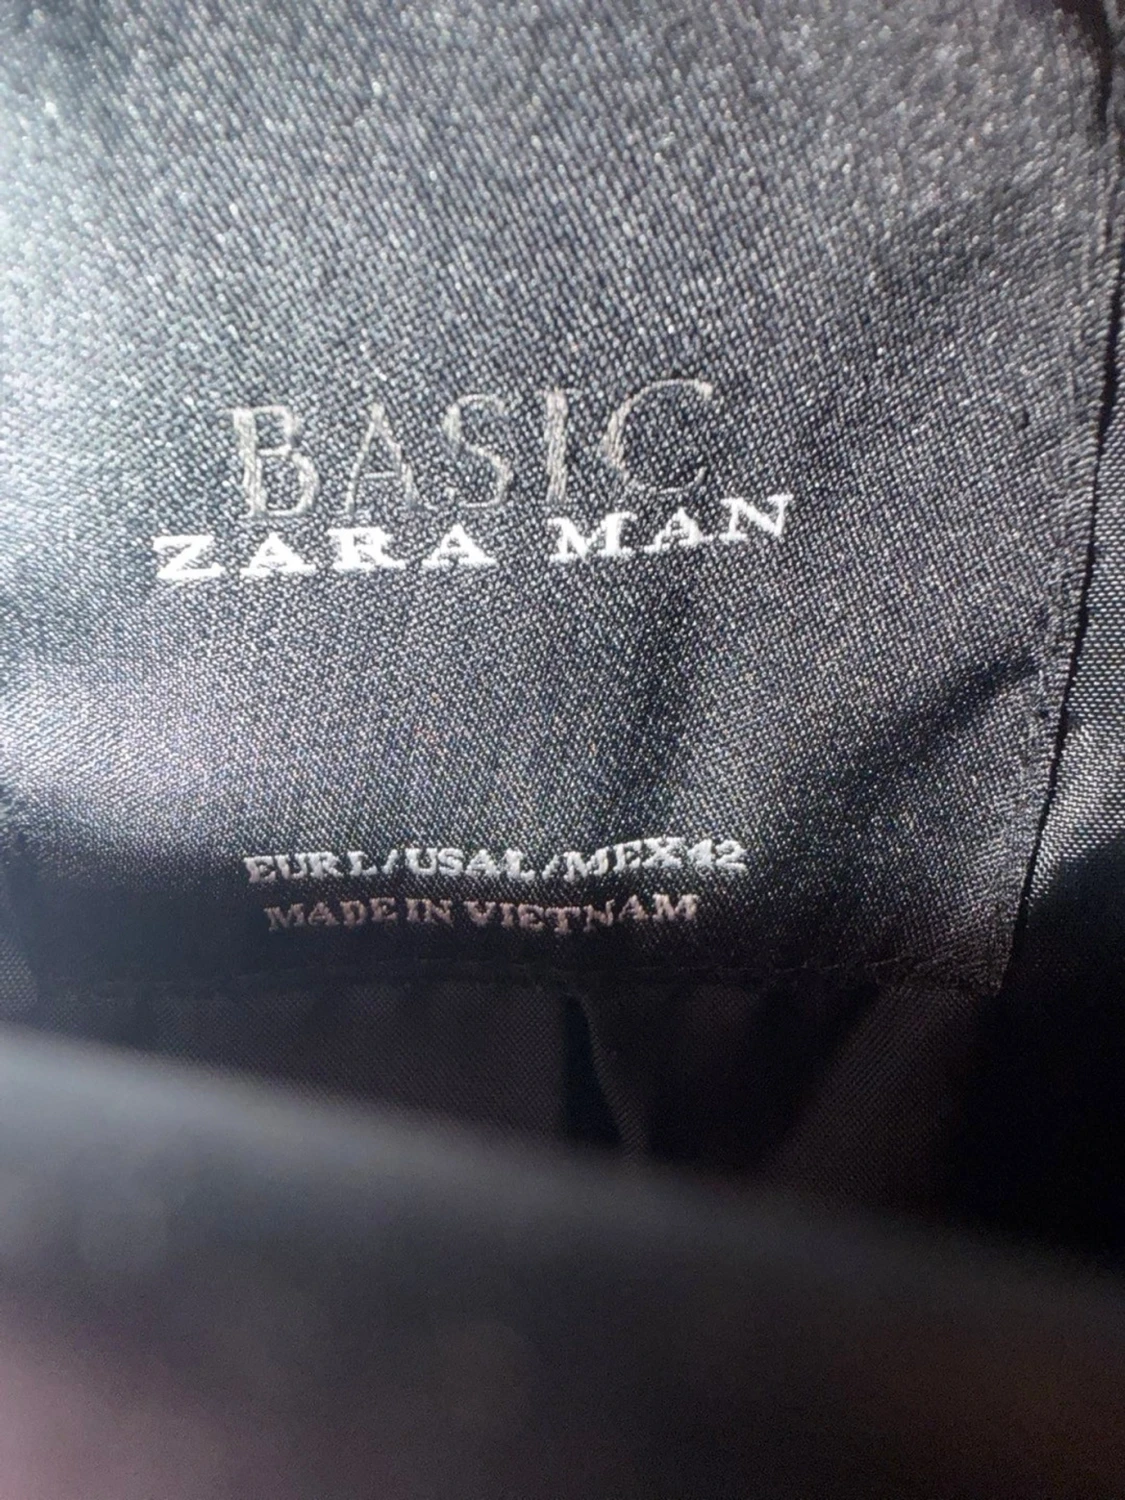 BASIC
ZARA MAN
EUR L/USA L/MEX 42
MADE IN VIETNAM